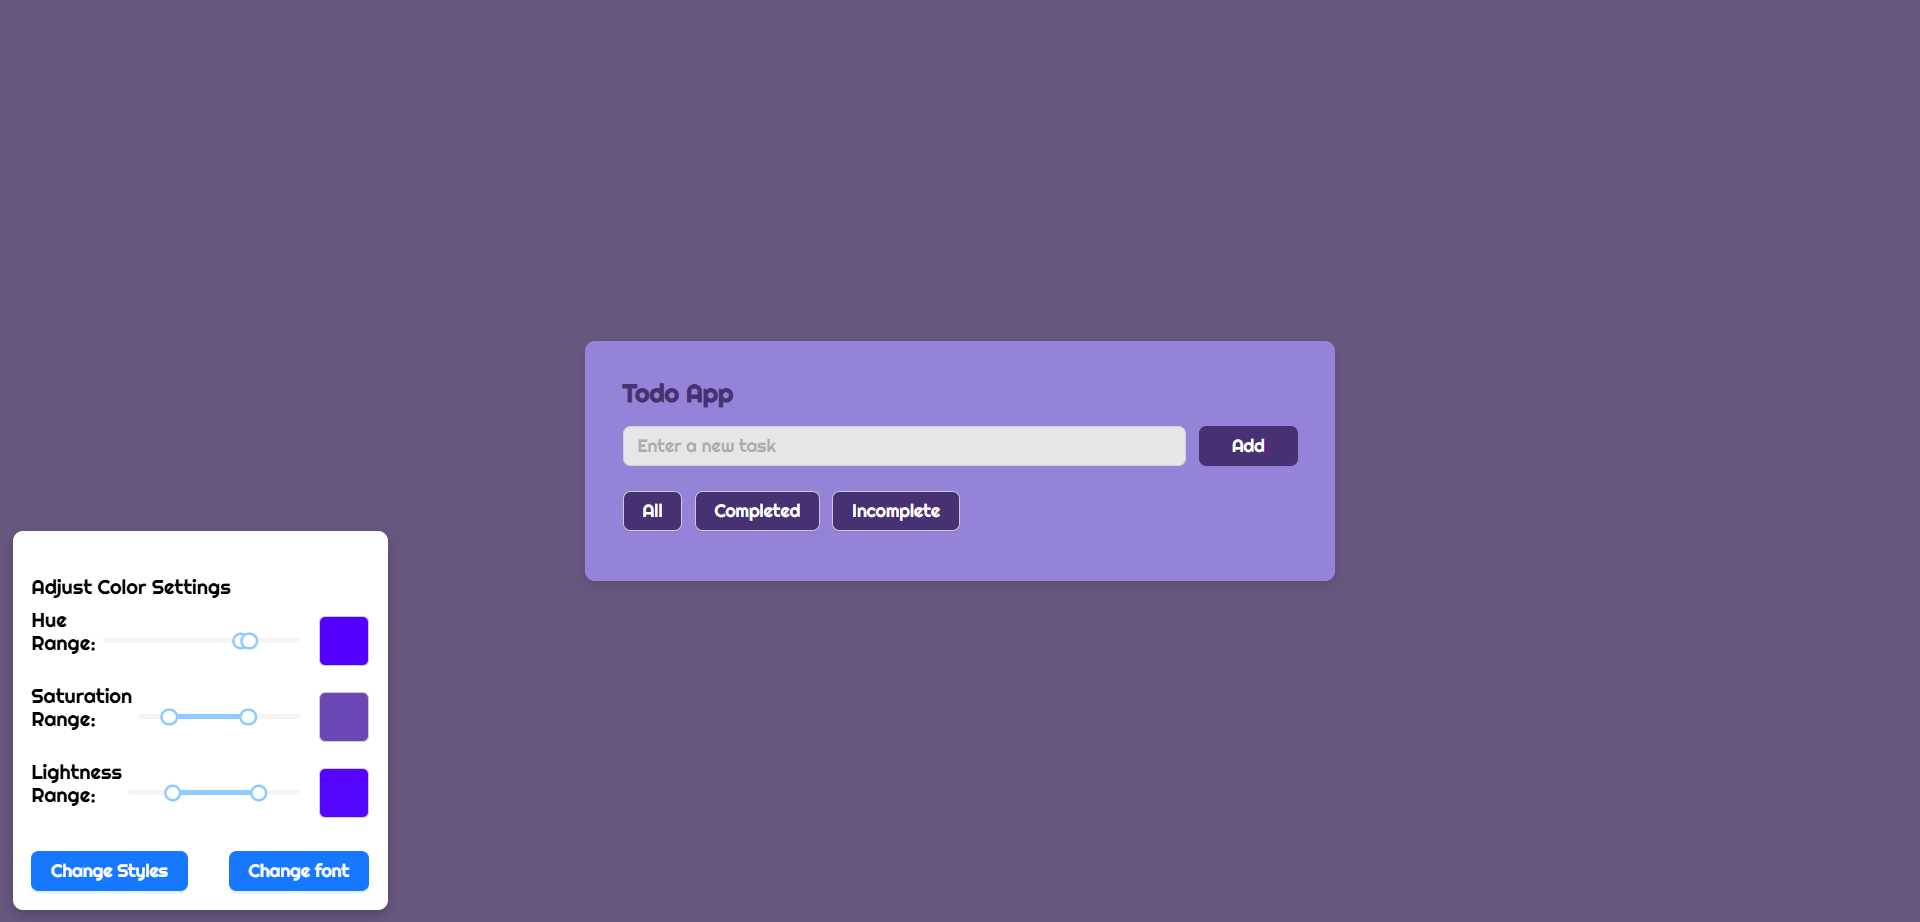 Todo App
Enter a new task
Add
All
Completed
Incomplete
Adjust Color Settings
Hue
Range:
Saturation
Range:
Lightness
Range:
Change Styles
Change font